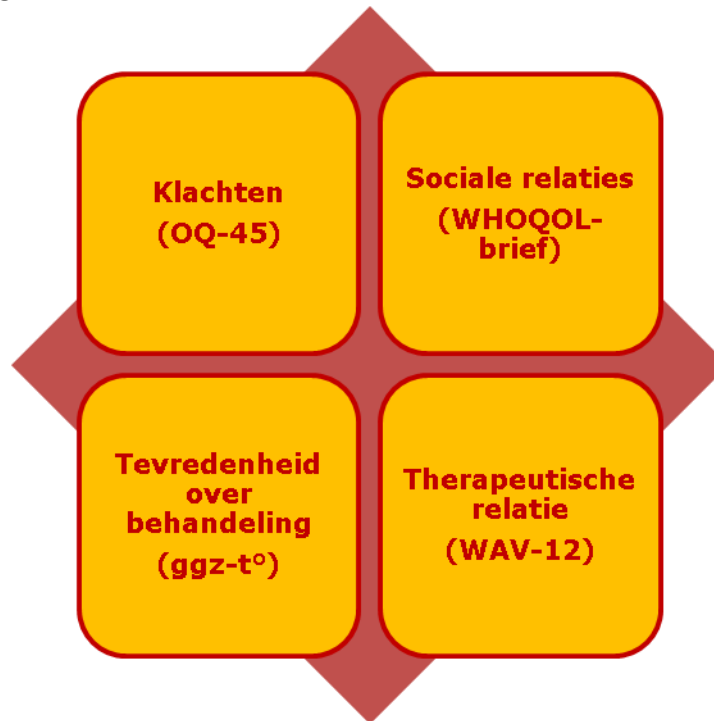 Klachten
(OQ-45)
Sociale relaties
(WHOQOL-
brief)
Tevredenheid
over
behandeling
(ggz-t°)
Therapeutische
relatie
(WAV-12)